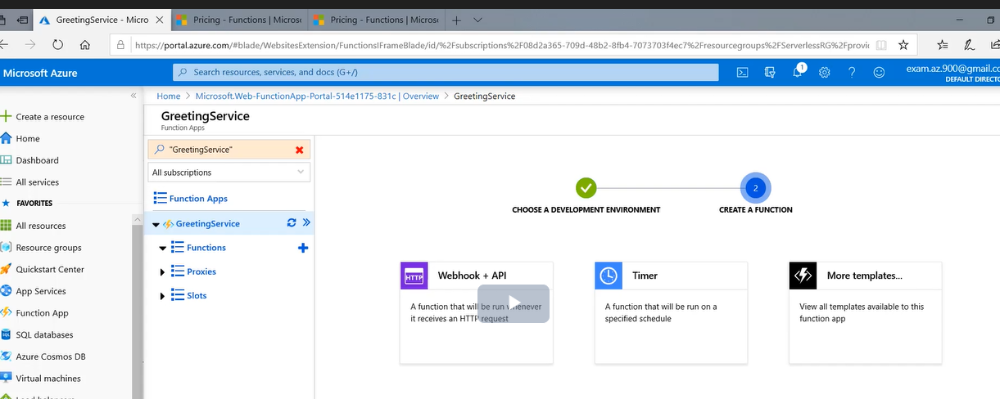 GreetingService - Micro
Pricing - Functions | Microso
Pricing - Functions | Microso
https://portal.azure.com/#blade/WebsitesExtension/FunctionsIFrameBlade/id/%2Fsubscriptions%2F08d2a365-709d-48b2-8fb4-7073703f4ec7%2Fresourcegroups%2FServerlessRG%2Fprovi
Microsoft Azure
Search resources, services, and docs (G+/)
1
exam.az.900@gmail.co
DEFAULT DIRECTO
Home > Microsoft.Web-FunctionApp-Portal-514e1175-831c | Overview > GreetingService
Create a resource
Home
Dashboard
All services
FAVORITES
All resources
Resource groups
Quickstart Center
App Services
Function App
SQL databases
Azure Cosmos DB
Virtual machines
GreetingService
Function Apps
"GreetingService"
All subscriptions
Function Apps
GreetingService
Functions
Proxies
Slots
2
CHOOSE A DEVELOPMENT ENVIRONMENT
CREATE A FUNCTION
HTTP
Webhook + API
A function that will be run whenever
it receives an HTTP request
Timer
A function that will be run on a
specified schedule
More templates...
View all templates available to this
function app